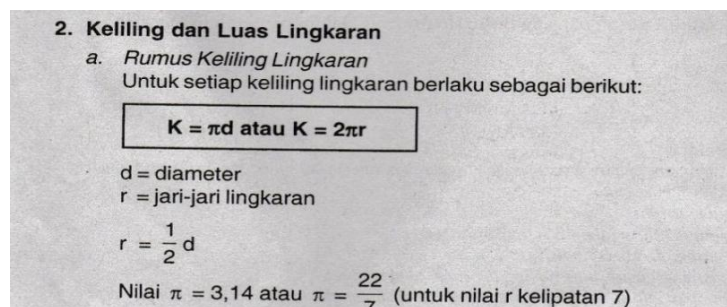 2. Keliling dan Luas Lingkaran
a. Rumus Keliling Lingkaran
Untuk setiap keliling lingkaran berlaku sebagai berikut:
K = πd atau K = 2πr
d = diameter
r = jari-jari lingkaran
r = 1/2 d
Nilai π = 3,14 atau π = 22/7 (untuk nilai r kelipatan 7)